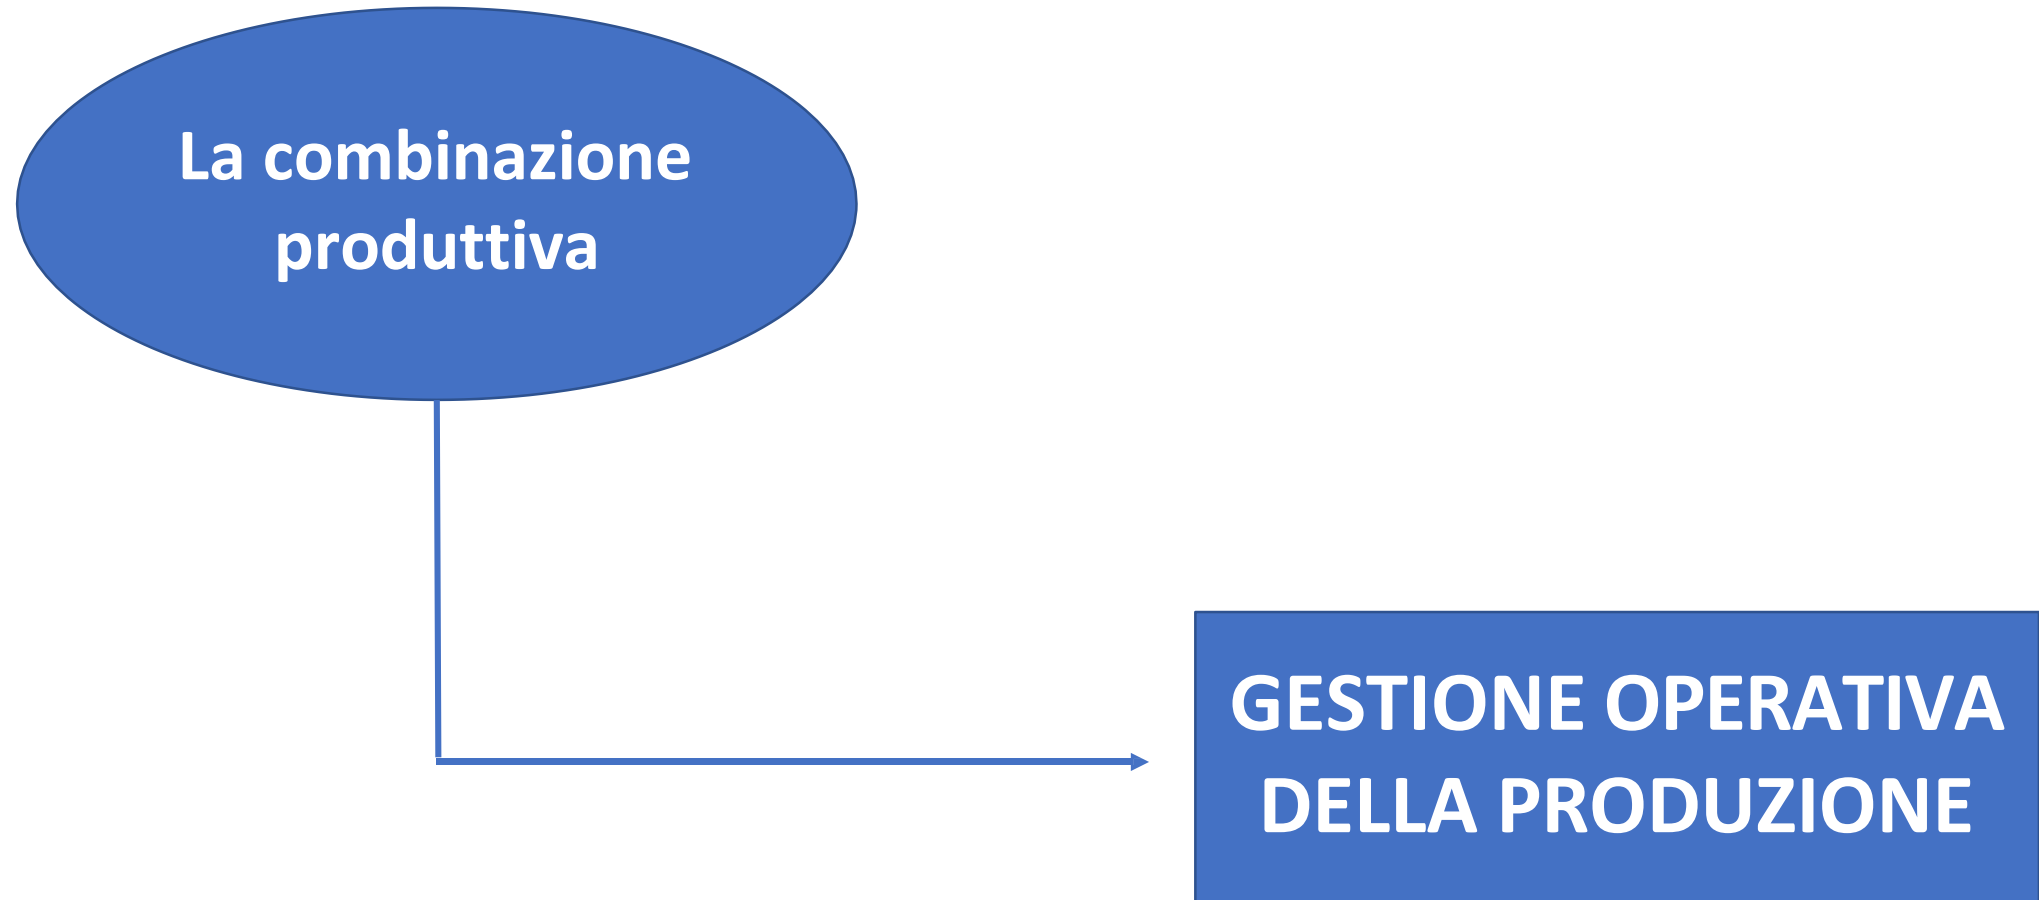 La combinazione
produttiva
GESTIONE OPERATIVA
DELLA PRODUZIONE